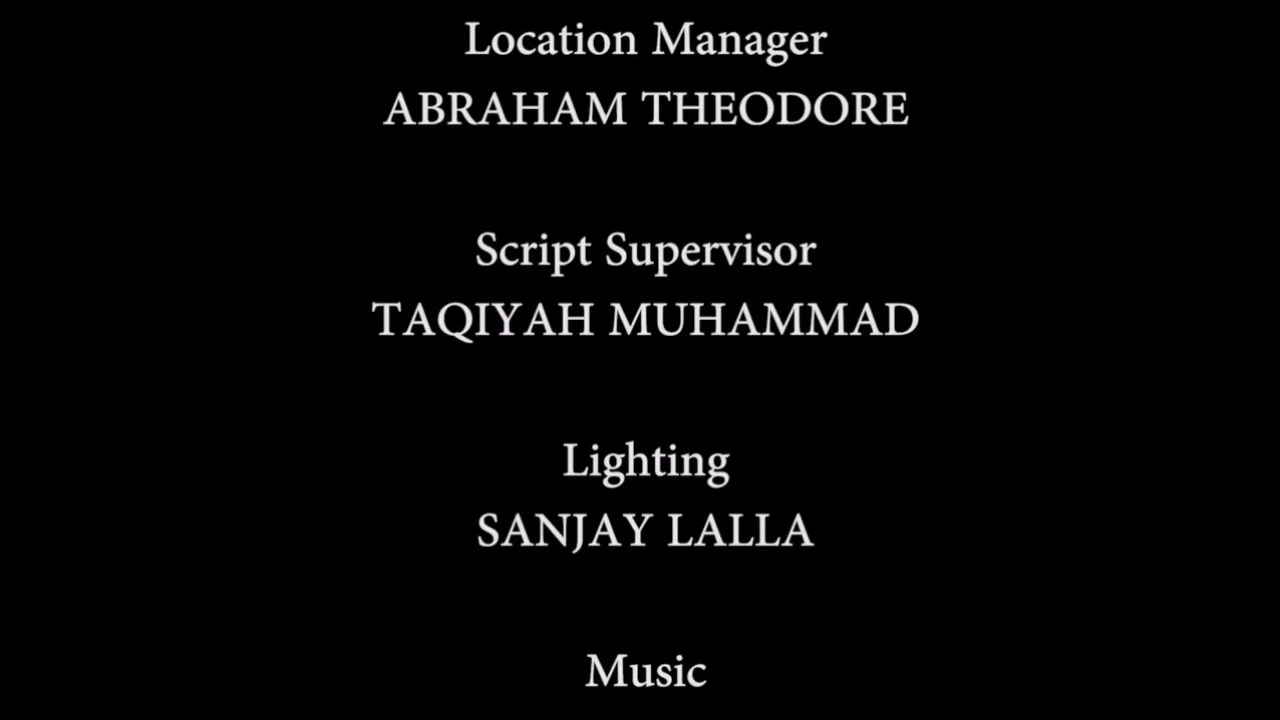 Location Manager
ABRAHAM THEODORE
Script Supervisor
TAQIYAH MUHAMMAD
Lighting
SANJAY LALLA
Music